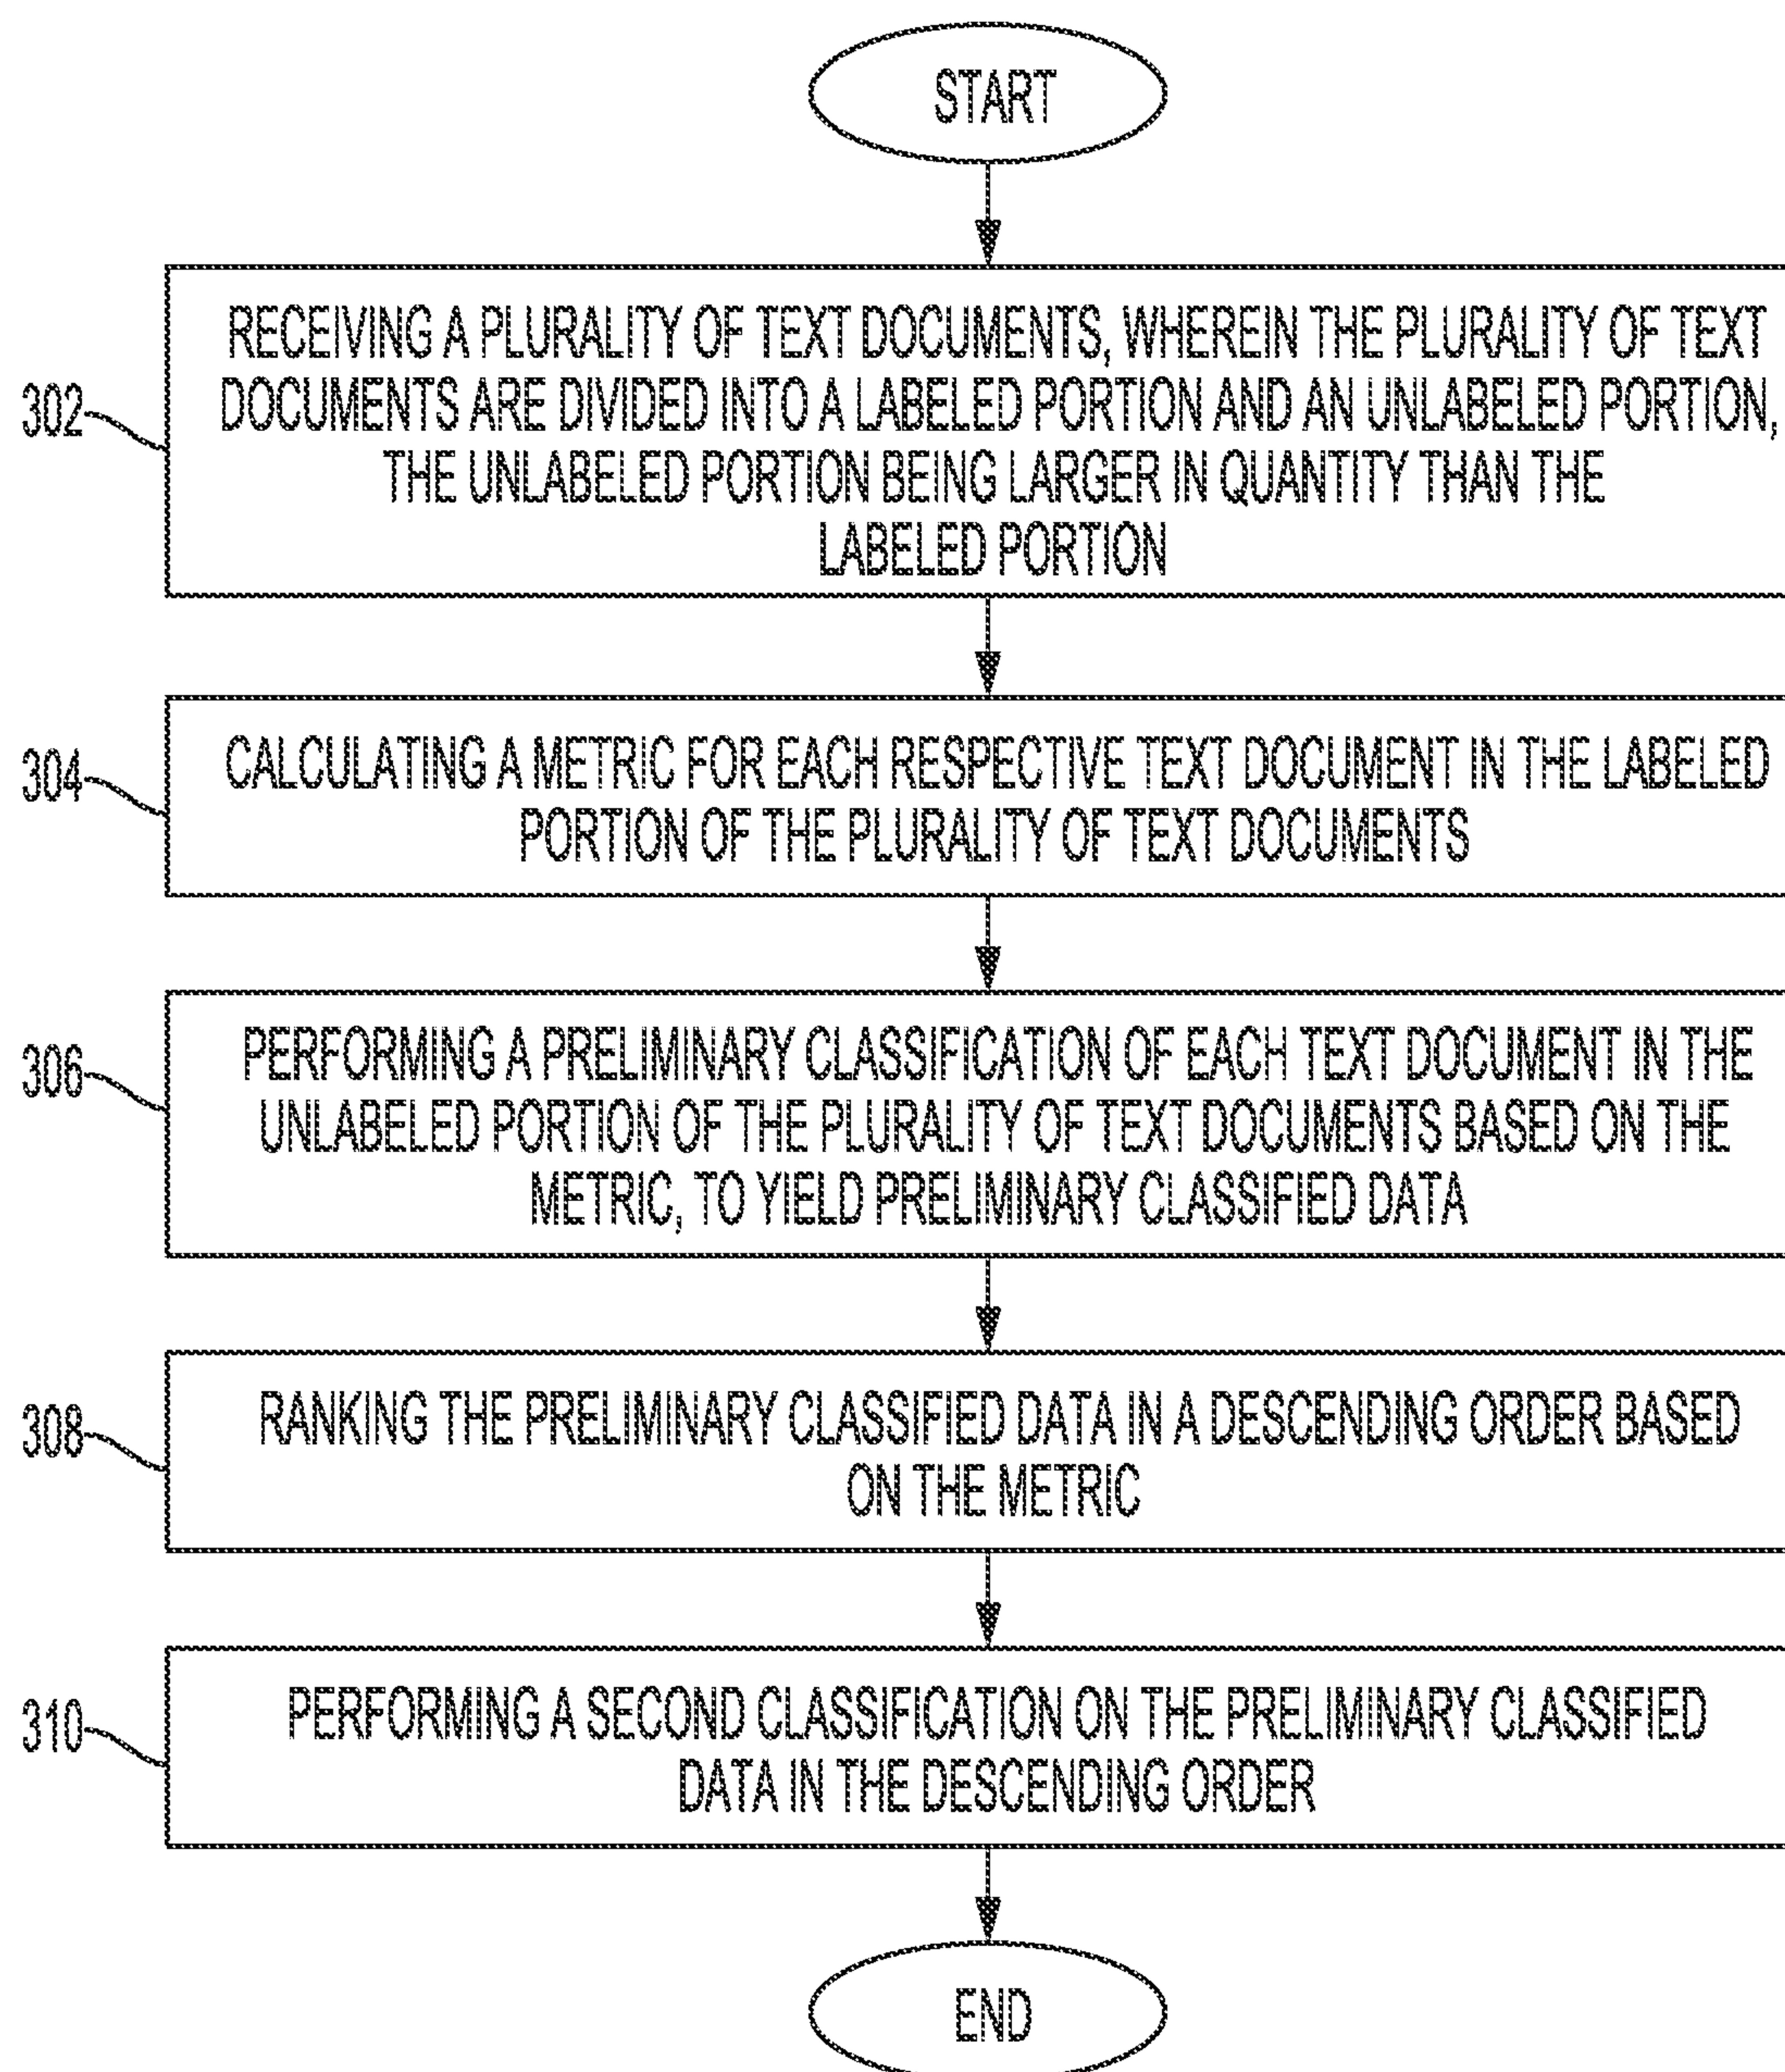 START
RECEIVING A PLURALITY OF TEXT DOCUMENTS, WHEREIN THE PLURALITY OF TEXT
DOCUMENTS ARE DIVIDED INTO A LABELED PORTION AND AN UNLABELED PORTION,
THE UNLABELED PORTION BEING LARGER IN QUANTITY THAN THE
LABELED PORTION
302
CALCULATING A METRIC FOR EACH RESPECTIVE TEXT DOCUMENT IN THE LABELED
PORTION OF THE PLURALITY OF TEXT DOCUMENTS
304
PERFORMING A PRELIMINARY CLASSIFICATION OF EACH TEXT DOCUMENT IN THE
UNLABELED PORTION OF THE PLURALITY OF TEXT DOCUMENTS BASED ON THE
METRIC, TO YIELD PRELIMINARY CLASSIFIED DATA
306
RANKING THE PRELIMINARY CLASSIFIED DATA IN A DESCENDING ORDER BASED
ON THE METRIC
308
PERFORMING A SECOND CLASSIFICATION ON THE PRELIMINARY CLASSIFIED
DATA IN THE DESCENDING ORDER
310
END